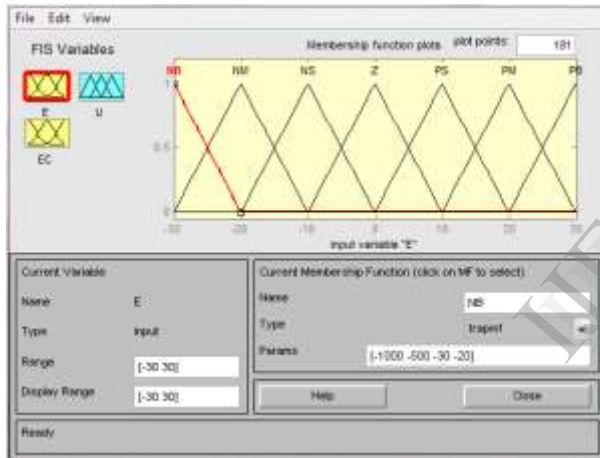 File Edit View
FIS Variables
Membership function plots plot points: 181
E U
EC
NB NM NS Z PS PM PB
1
0.5
0
-30 -20 -10 0 10 20 30
input variable "E"
Current Variable
Name E
Type input
Range [-30 30]
Display Range [-30 30]
Current Membership Function (click on MF to select)
Name NB
Type trapmf
Params [-1000 -500 -30 -20]
Help Close
Ready